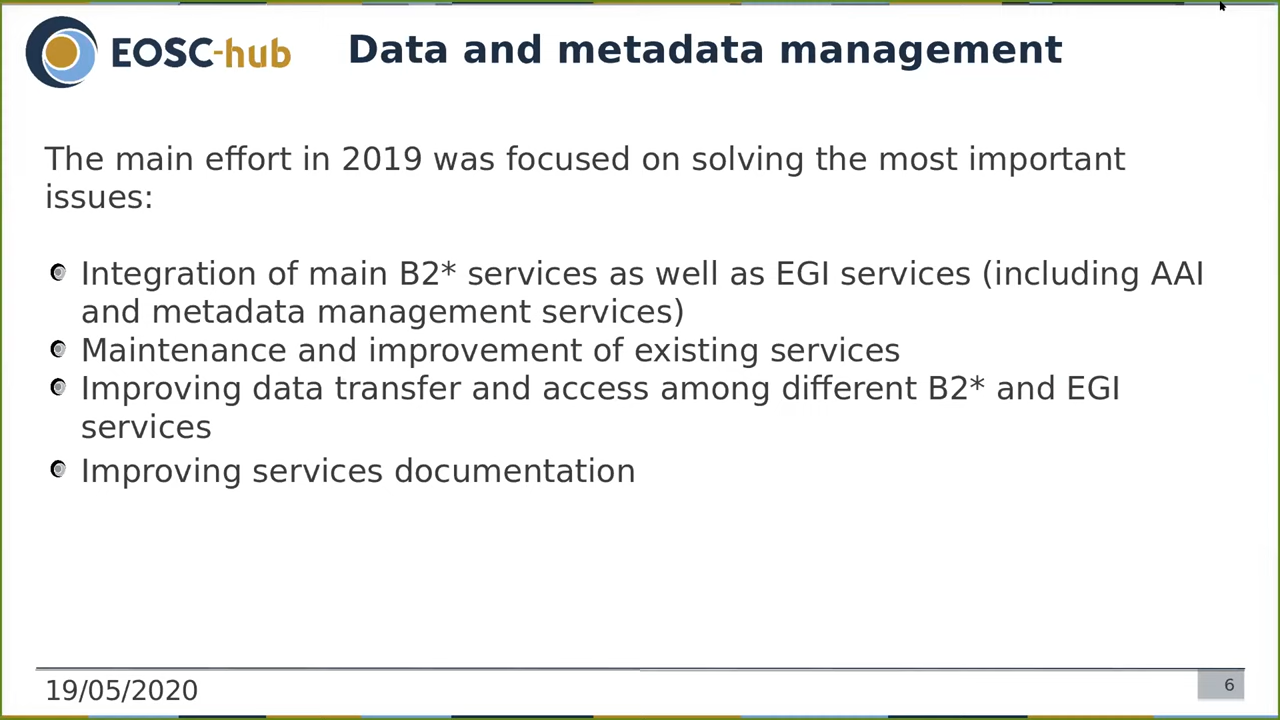 EOSC-hub
Data and metadata management
The main effort in 2019 was focused on solving the most important
issues:
Integration of main B2* services as well as EGI services (including AAI
and metadata management services)
Maintenance and improvement of existing services
Improving data transfer and access among different B2* and EGI
services
Improving services documentation
19/05/2020
6